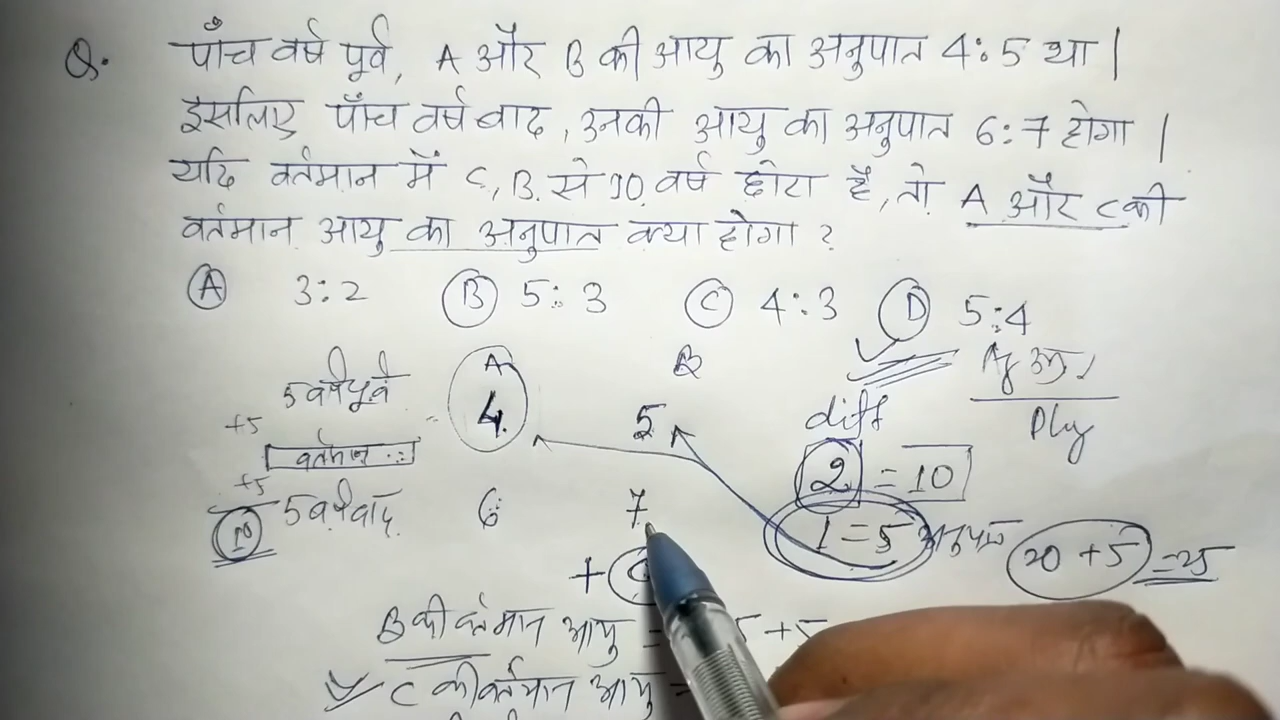 Q. पाँच वर्ष पूर्व, A और B की आयु का अनुपात 4:5 था |
इसलिए पाँच वर्ष बाद, उनकी आयु का अनुपात 6:7 होगा |
यदि वर्तमान में C, B. से 10 वर्ष छोटा है, तो A और C की
वर्तमान आयु का अनुपात क्या होगा ?
(A) 3:2 (B) 5:3 (C) 4:3 (D) 5:4
A B
5 वर्ष पूर्व 4 5 diff
+5
वर्तमान 2 = 10
+5
10 5 वर्ष बाद 6 7 1 = 5 अनुपात 20 + 5 = 25
+
B की वर्तमान आयु = 5 + 5
C की वर्तमान आयु =